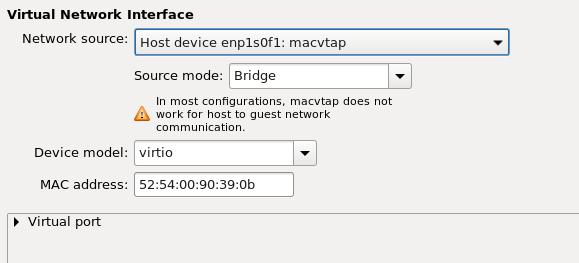 Virtual Network Interface
Network source: Host device enp1s0f1: macvtap
Source mode: Bridge
In most configurations, macvtap does not
work for host to guest network
communication.
Device model: virtio
MAC address: 52:54:00:90:39:0b
Virtual port